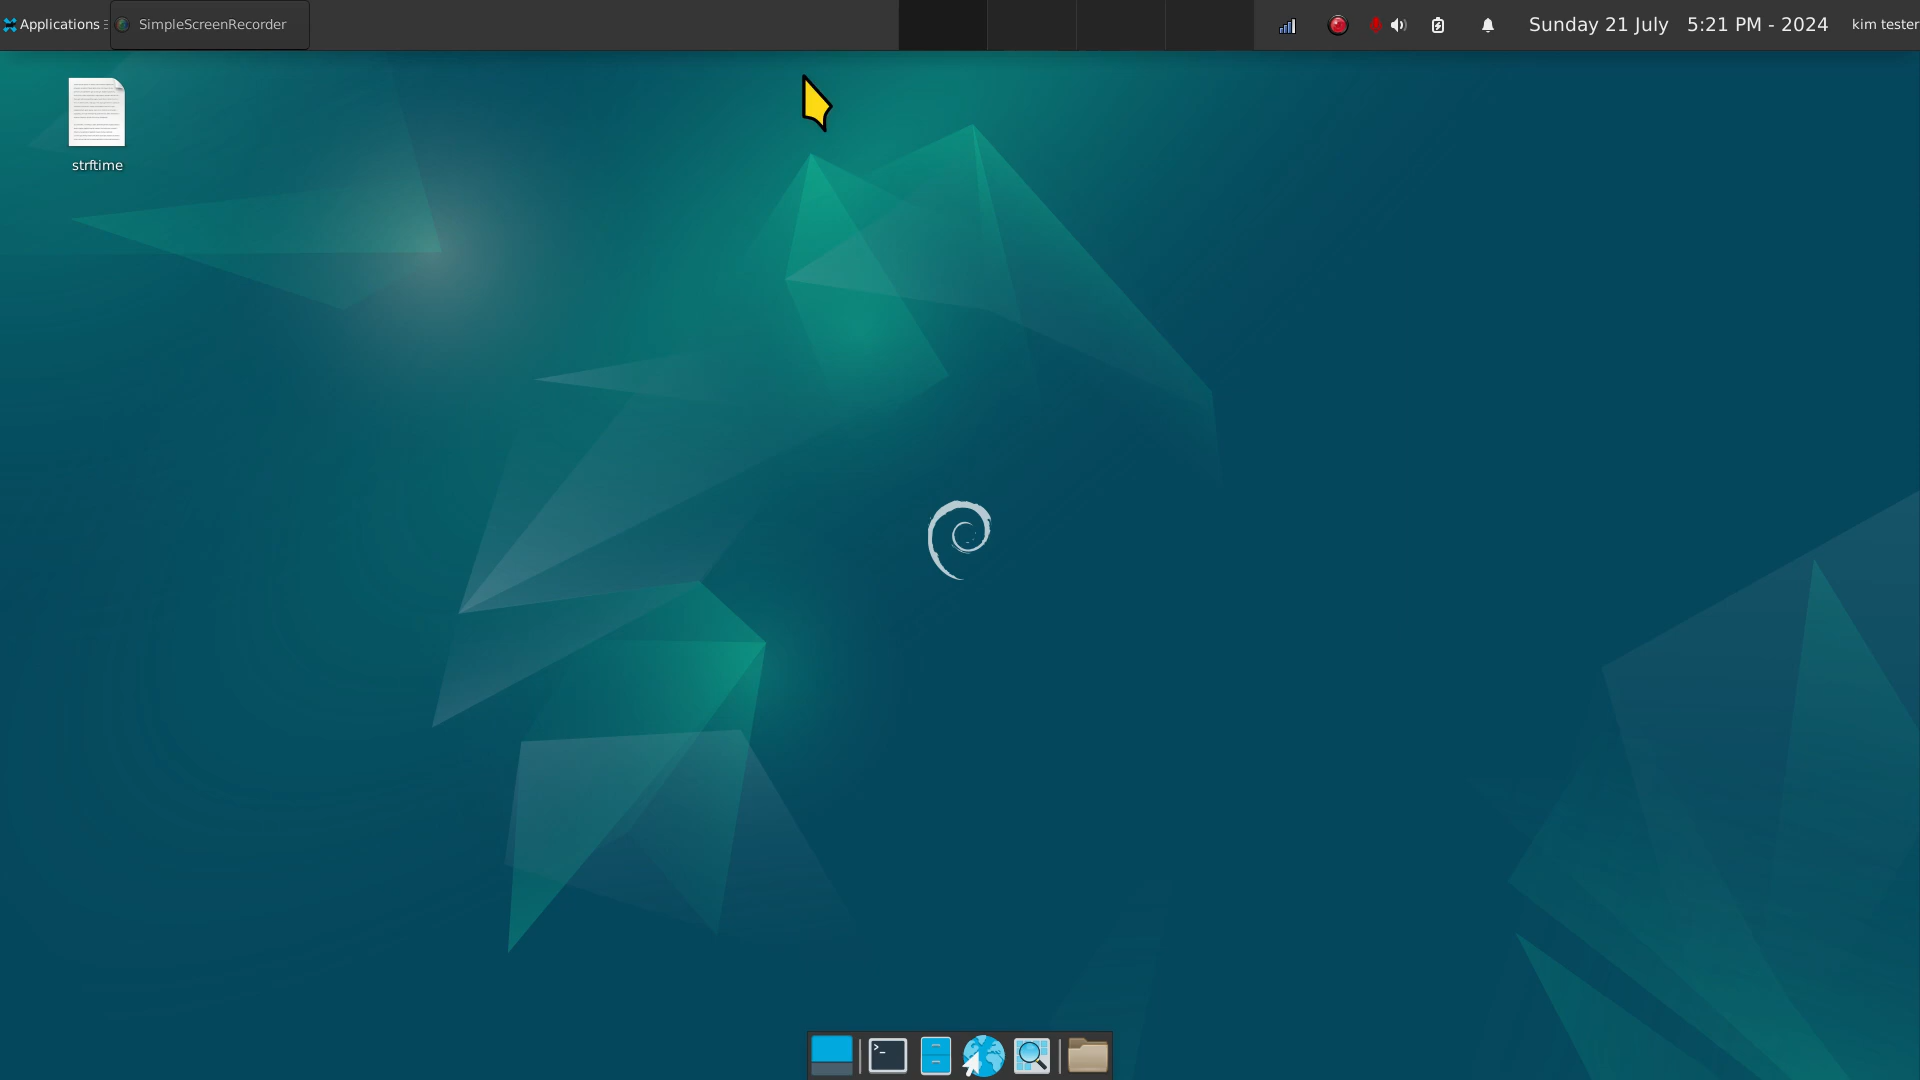 Applications
SimpleScreenRecorder
Sunday 21 July 5:21 PM - 2024
kim tester
strftime
>_